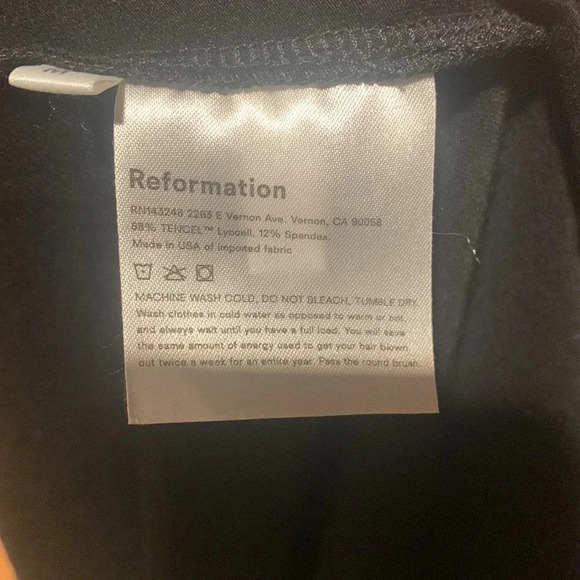 M
Reformation
RN143248 2263 E Vernon Ave. Vernon, CA 90058
88% TENCEL™ Lyocell, 12% Spandex.
Made in USA of imported fabric
MACHINE WASH COLD, DO NOT BLEACH, TUMBLE DRY.
Wash clothes in cold water as opposed to warm or hot,
and always wait until you have a full load. You will save
the same amount of energy used to get your hair blown
out twice a week for an entire year. Pass the round brush.